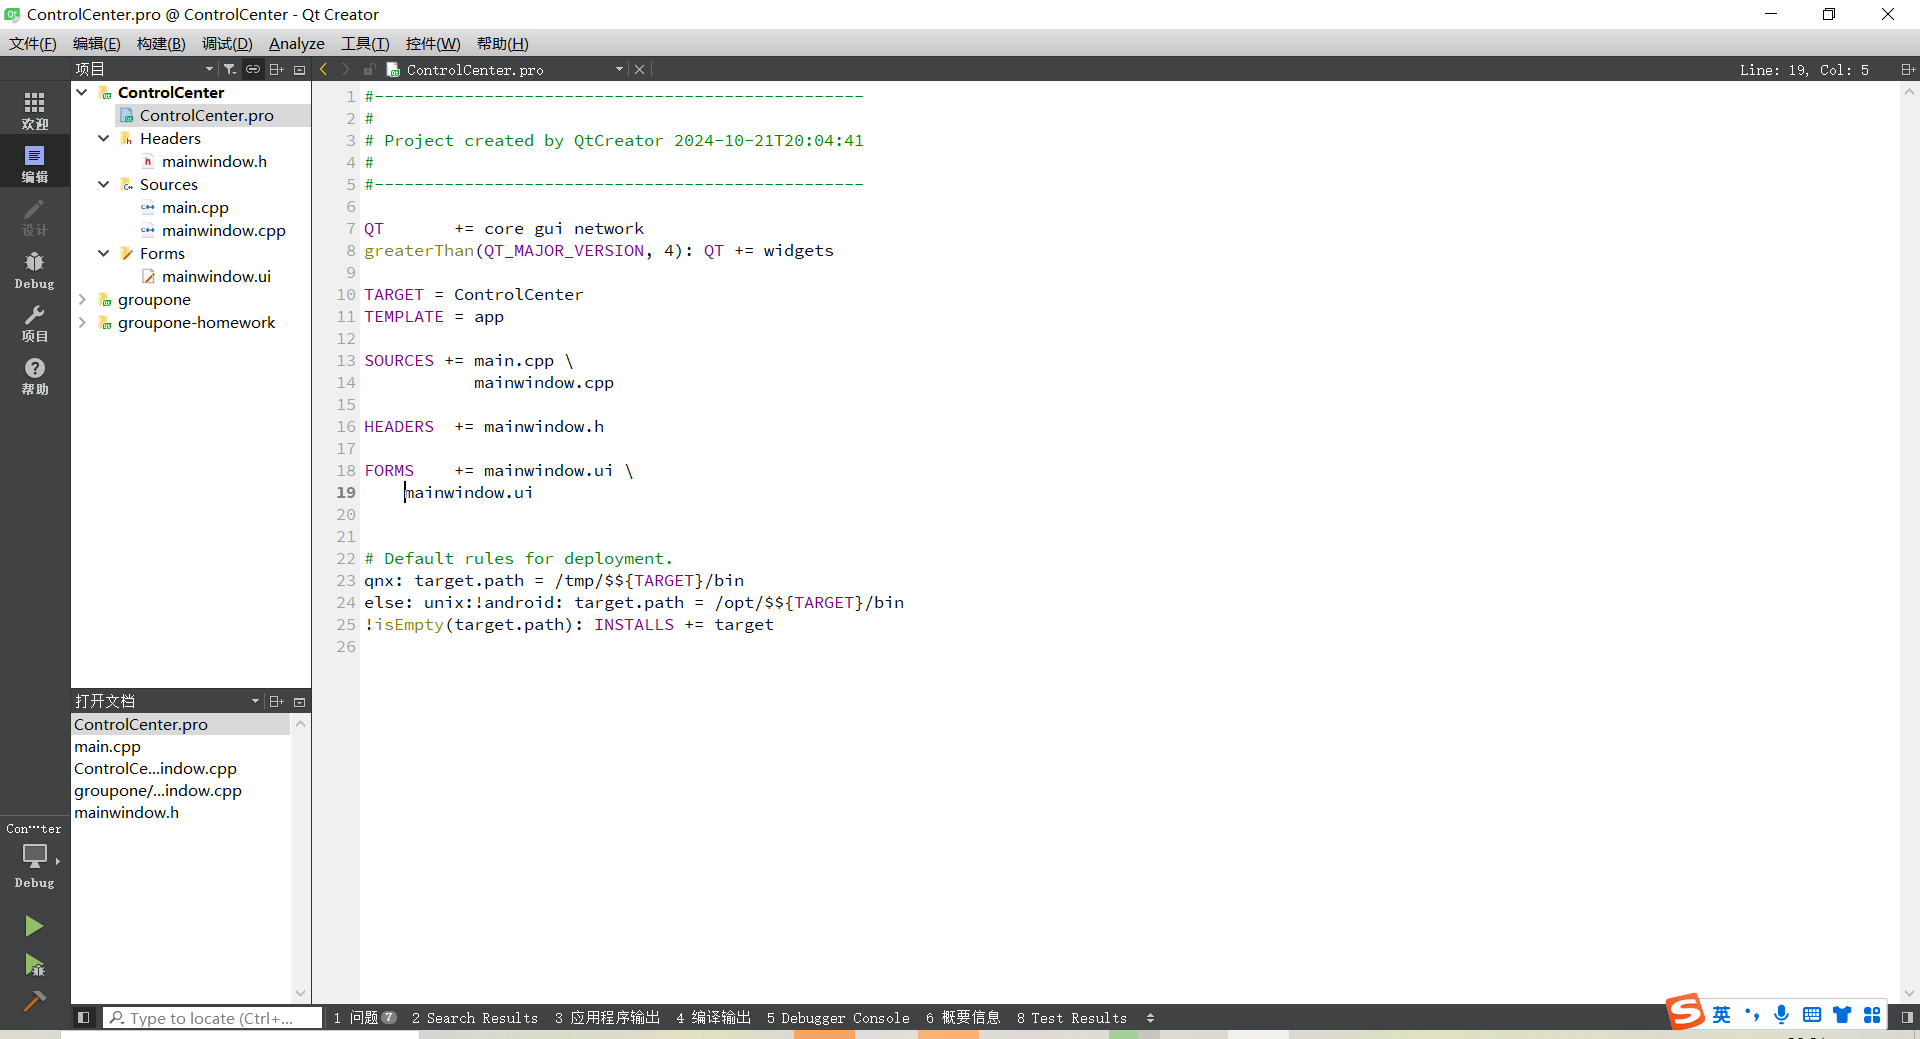 ControlCenter.pro @ ControlCenter - Qt Creator
文件(F) 编辑(E) 构建(B) 调试(D) Analyze 工具(T) 控件(W) 帮助(H)
项目
ControlCenter.pro
Line: 19, Col: 5
欢迎
编辑
设计
Debug
项目
帮助
ControlCenter
ControlCenter.pro
Headers
mainwindow.h
Sources
main.cpp
mainwindow.cpp
Forms
mainwindow.ui
groupone
groupone-homework
1 #-------------------------------------------------
2 #
3 # Project created by QtCreator 2024-10-21T20:04:41
4 #
5 #-------------------------------------------------
6
7 QT       += core gui network
8 greaterThan(QT_MAJOR_VERSION, 4): QT += widgets
9
10 TARGET = ControlCenter
11 TEMPLATE = app
12
13 SOURCES += main.cpp \
14            mainwindow.cpp
15
16 HEADERS  += mainwindow.h
17
18 FORMS    += mainwindow.ui \
19     mainwindow.ui
20
21
22 # Default rules for deployment.
23 qnx: target.path = /tmp/$${TARGET}/bin
24 else: unix:!android: target.path = /opt/$${TARGET}/bin
25 !isEmpty(target.path): INSTALLS += target
26
打开文档
ControlCenter.pro
main.cpp
ControlCe...indow.cpp
groupone/...indow.cpp
mainwindow.h
Con···ter
Debug
Type to locate (Ctrl+...
1 问题 7 2 Search Results 3 应用程序输出 4 编译输出 5 Debugger Console 6 概要信息 8 Test Results
S 英